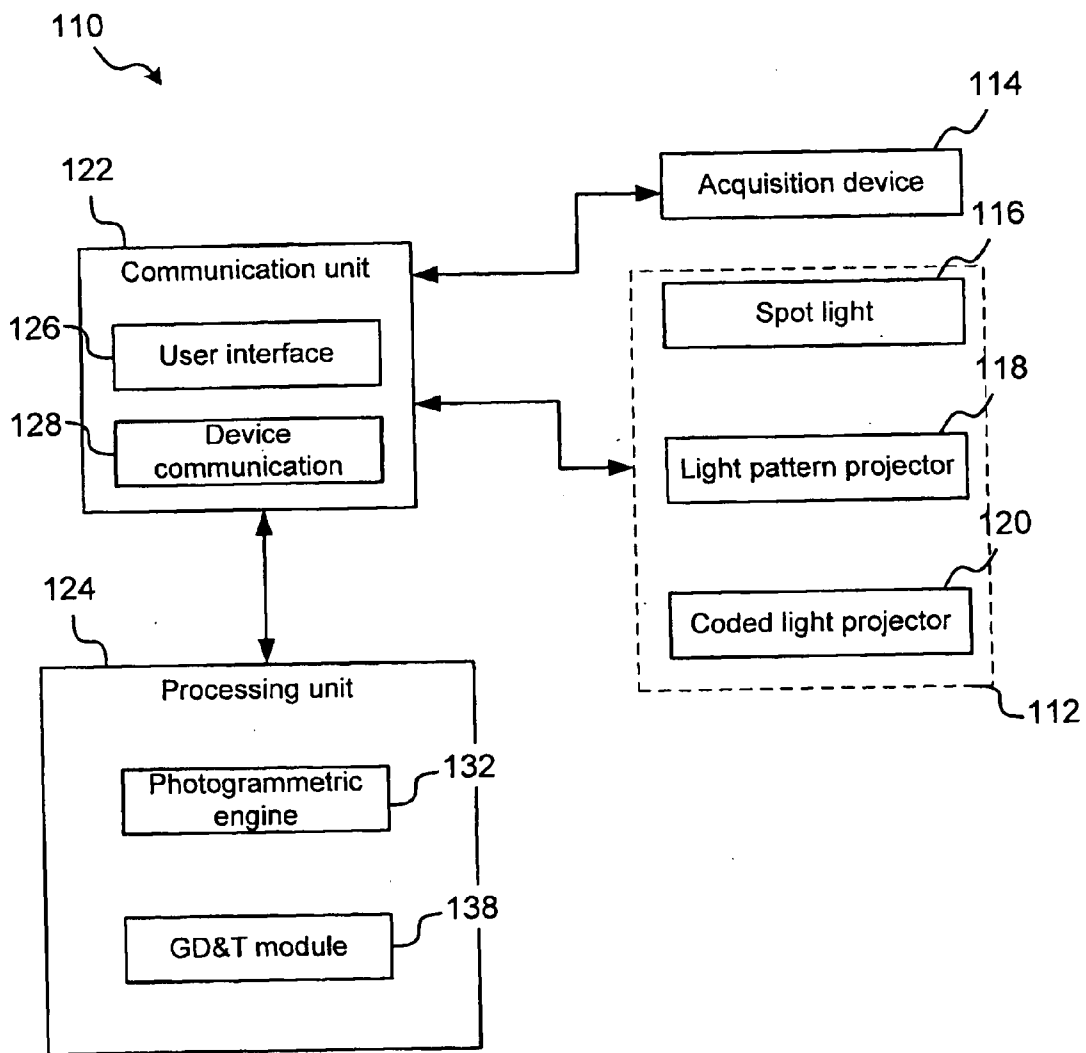 110
114
122
Acquisition device
116
Communication unit
Spot light
126
User interface
118
128
Device
communication
Light pattern projector
120
124
Coded light projector
Processing unit
112
Photogrammetric
engine
132
138
GD&T module